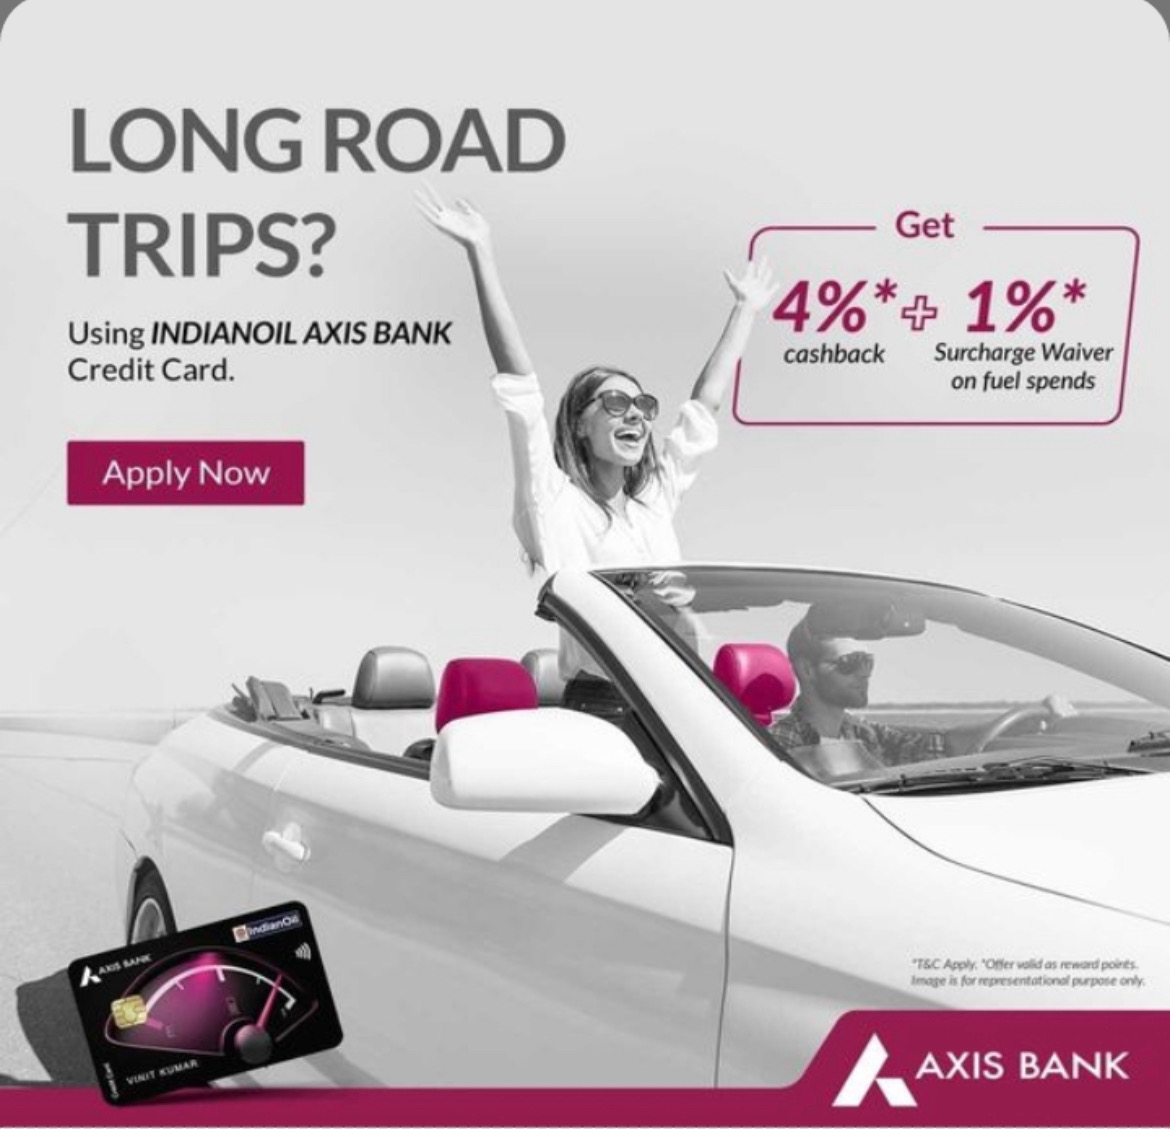 LONG ROAD
TRIPS?
Using INDIANOIL AXIS BANK
Credit Card.
Apply Now
Get
4%* + 1%*
cashback Surcharge Waiver
on fuel spends
IndianOil
AXIS BANK
VINIT KUMAR
Credit Card
*T&C Apply. *Offer valid as reward points.
Image is for representational purpose only.
AXIS BANK